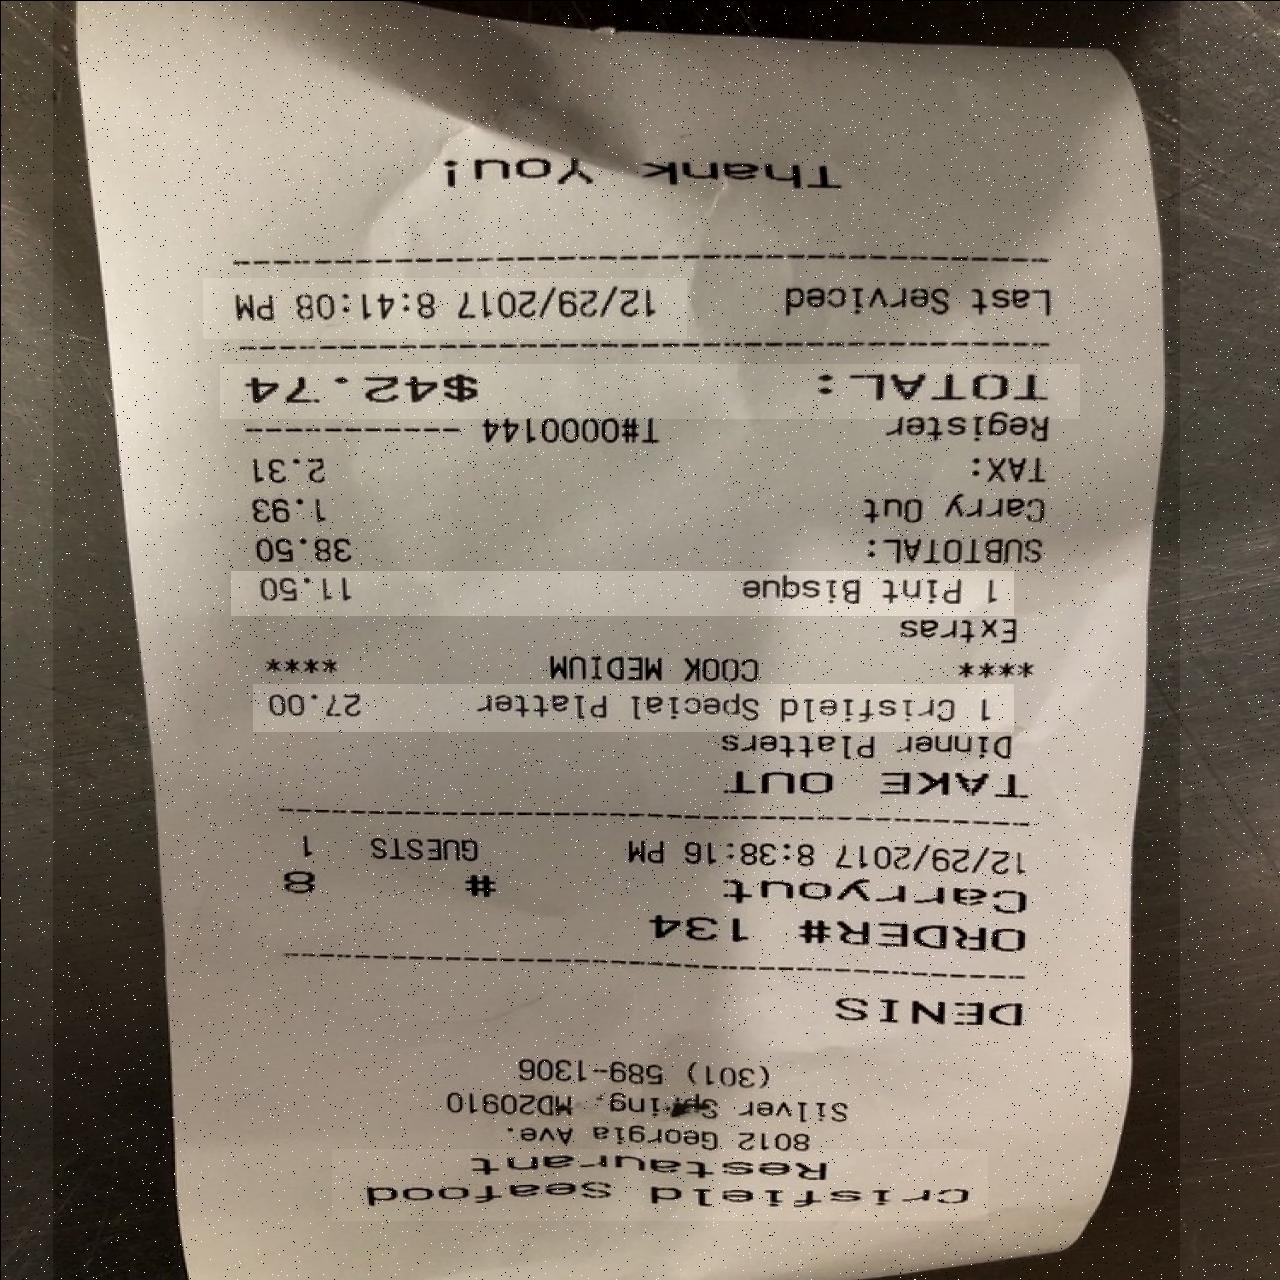 Crisfield Seafood
Restaurant
8012 Georgia Ave.
Silver Spring, MD20910
(301) 589-1306
DENIS
ORDER# 134
Carryout # 8
12/29/2017 8:38:16 PM GUESTS 1
TAKE OUT
Dinner Platters
1 Crisfield Special Platter 27.00
**** COOK MEDIUM ****
Extras
1 Pint Bisque 11.50
SUBTOTAL: 38.50
Carry Out 1.93
TAX: 2.31
Register T#0000144 -----------
TOTAL: $42.74
Last Serviced 12/29/2017 8:41:08 PM
Thank You!